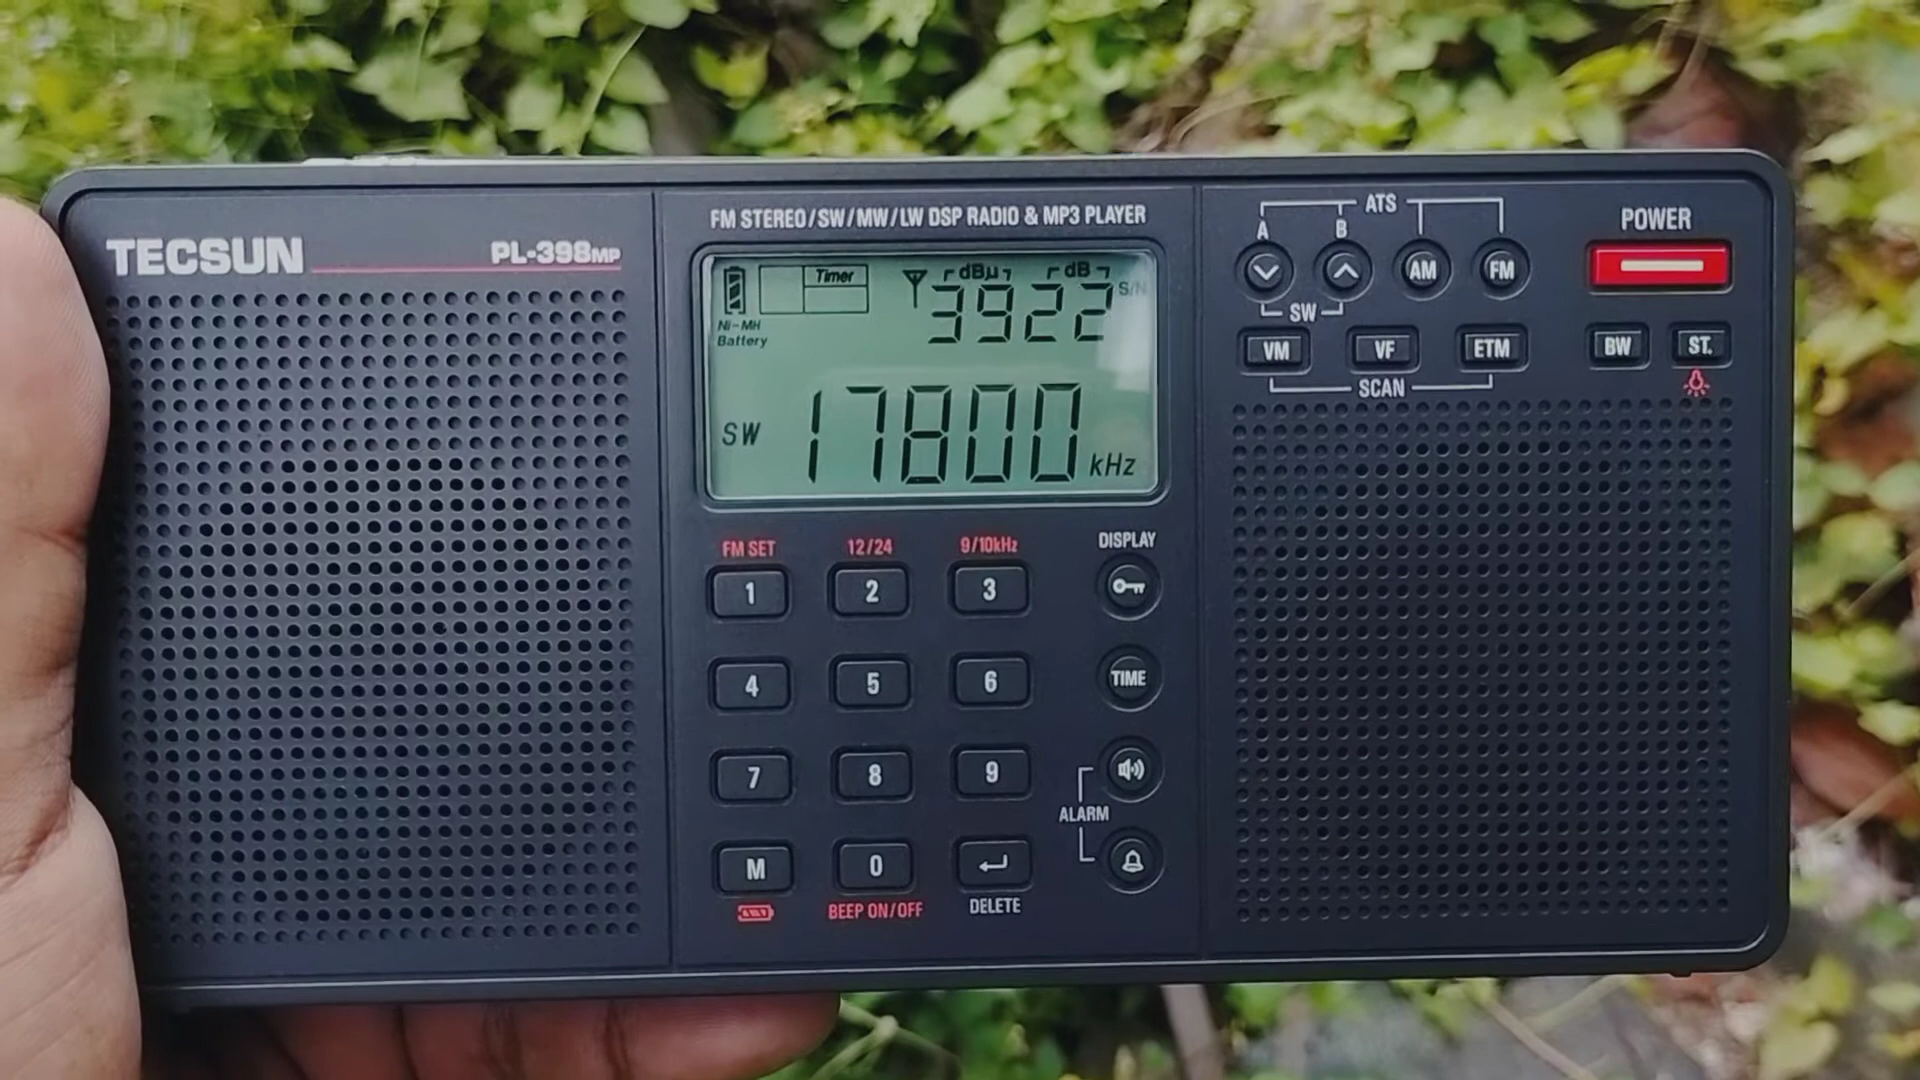 FM STEREO/SW/MW/LW DSP RADIO & MP3 PLAYER
TECSUN
PL-398MP
Timer
dBµ
dB
3922
S/N
Ni-MH
Battery
SW
17800
kHz
ATS
A
B
AM
FM
SW
POWER
VM
VF
ETM
SCAN
BW
ST.
FM SET
12/24
9/10kHz
DISPLAY
1
2
3
4
5
6
TIME
7
8
9
ALARM
M
0
BEEP ON/OFF
DELETE